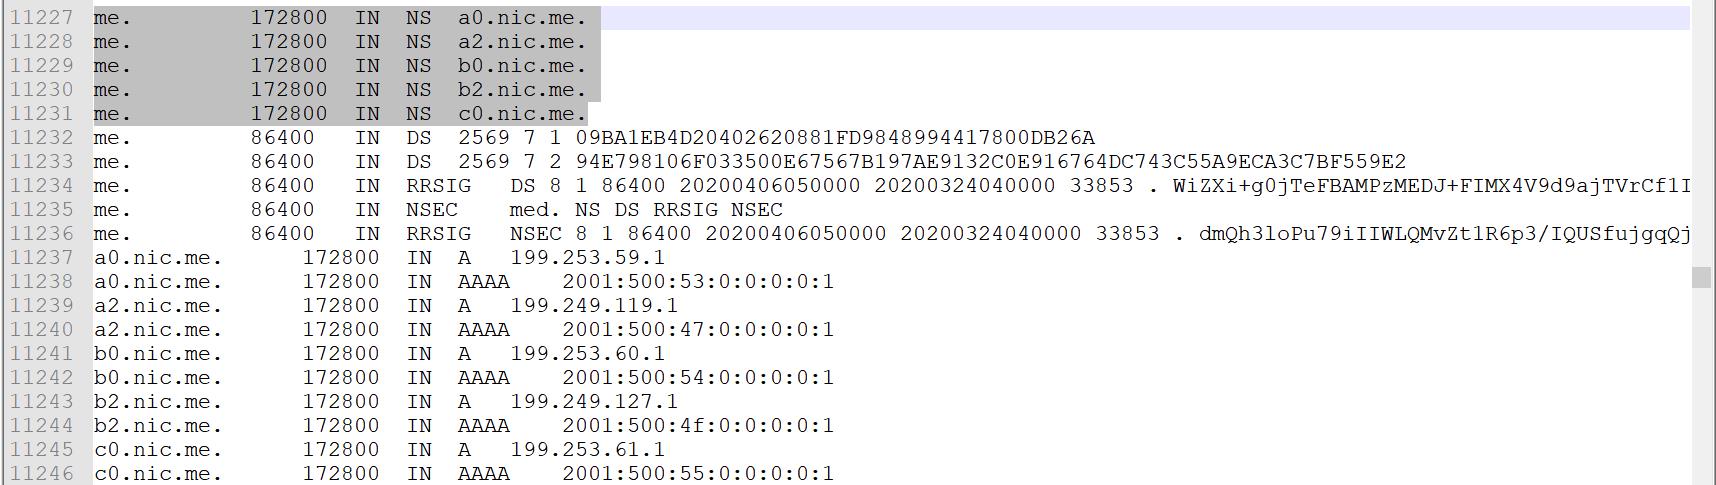 11227 me. 172800 IN NS a0.nic.me.
11228 me. 172800 IN NS a2.nic.me.
11229 me. 172800 IN NS b0.nic.me.
11230 me. 172800 IN NS b2.nic.me.
11231 me. 172800 IN NS c0.nic.me.
11232 me. 86400 IN DS 2569 7 1 09BA1EB4D20402620881FD9848994417800DB26A
11233 me. 86400 IN DS 2569 7 2 94E798106F033500E67567B197AE9132C0E916764DC743C55A9ECA3C7BF559E2
11234 me. 86400 IN RRSIG DS 8 1 86400 20200406050000 20200324040000 33853 . WiZXi+g0jTeFBAMPzMEDJ+FIMX4V9d9ajTVrCf1I
11235 me. 86400 IN NSEC med. NS DS RRSIG NSEC
11236 me. 86400 IN RRSIG NSEC 8 1 86400 20200406050000 20200324040000 33853 . dmQh3loPu79iIIWLQMvZt1R6p3/IQUSfujgqQj
11237 a0.nic.me. 172800 IN A 199.253.59.1
11238 a0.nic.me. 172800 IN AAAA 2001:500:53:0:0:0:0:1
11239 a2.nic.me. 172800 IN A 199.249.119.1
11240 a2.nic.me. 172800 IN AAAA 2001:500:47:0:0:0:0:1
11241 b0.nic.me. 172800 IN A 199.253.60.1
11242 b0.nic.me. 172800 IN AAAA 2001:500:54:0:0:0:0:1
11243 b2.nic.me. 172800 IN A 199.249.127.1
11244 b2.nic.me. 172800 IN AAAA 2001:500:4f:0:0:0:0:1
11245 c0.nic.me. 172800 IN A 199.253.61.1
11246 c0.nic.me. 172800 IN AAAA 2001:500:55:0:0:0:0:1